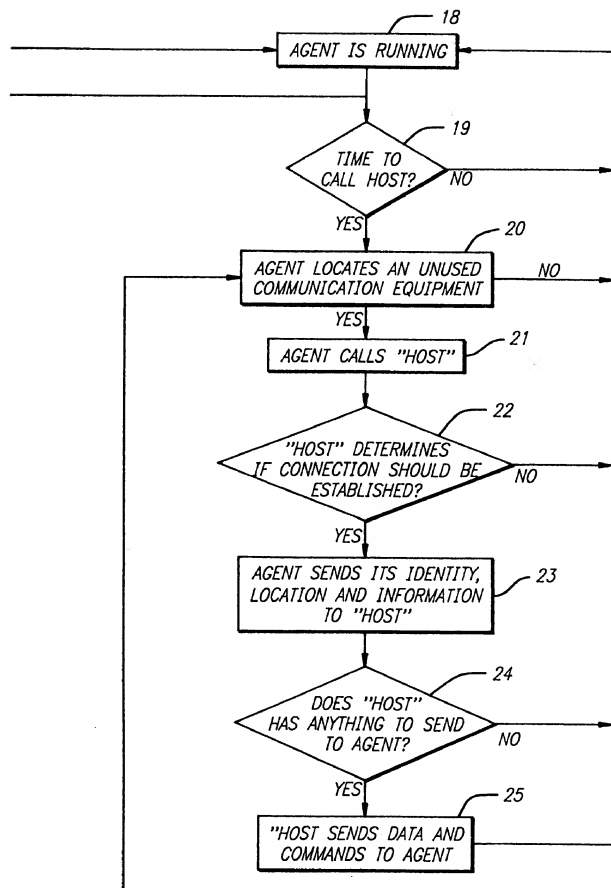 18
AGENT IS RUNNING
19
TIME TO
CALL HOST?
NO
YES
20
AGENT LOCATES AN UNUSED
COMMUNICATION EQUIPMENT
NO
YES
21
AGENT CALLS "HOST"
22
"HOST" DETERMINES
IF CONNECTION SHOULD BE
ESTABLISHED?
NO
YES
23
AGENT SENDS ITS IDENTITY,
LOCATION AND INFORMATION
TO "HOST"
24
DOES "HOST"
HAS ANYTHING TO SEND
TO AGENT?
NO
YES
25
"HOST SENDS DATA AND
COMMANDS TO AGENT